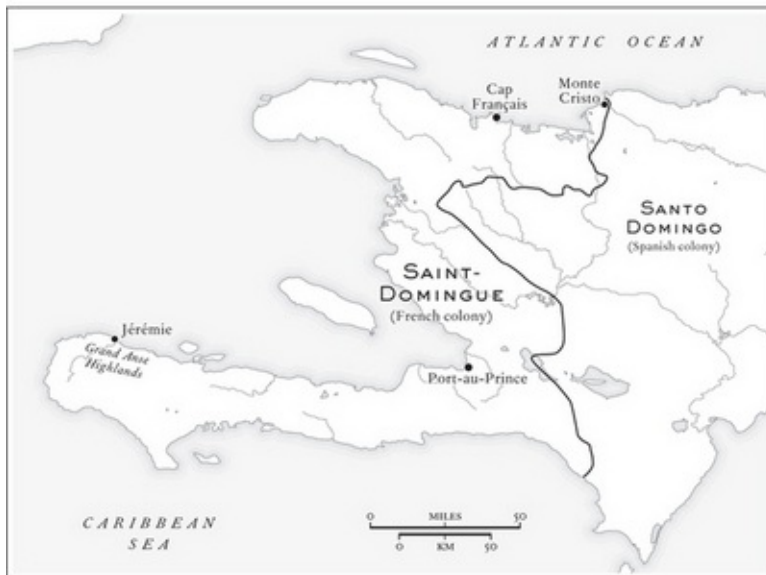 ATLANTIC OCEAN
Cap
Français
Monte
Cristo
SANTO
DOMINGO
(Spanish colony)
SAINT-
DOMINGUE
(French colony)
Jérémie
Grand Anse
Highlands
Port-au-Prince
CARIBBEAN
SEA
0 MILES 50
0 KM 50